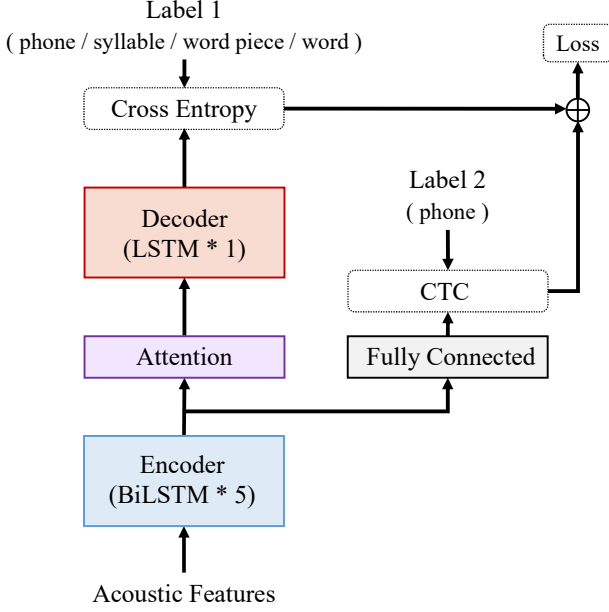 Label 1
( phone / syllable / word piece / word )
Loss
Cross Entropy
Label 2
( phone )
Decoder
(LSTM * 1)
CTC
Attention
Fully Connected
Encoder
(BiLSTM * 5)
Acoustic Features